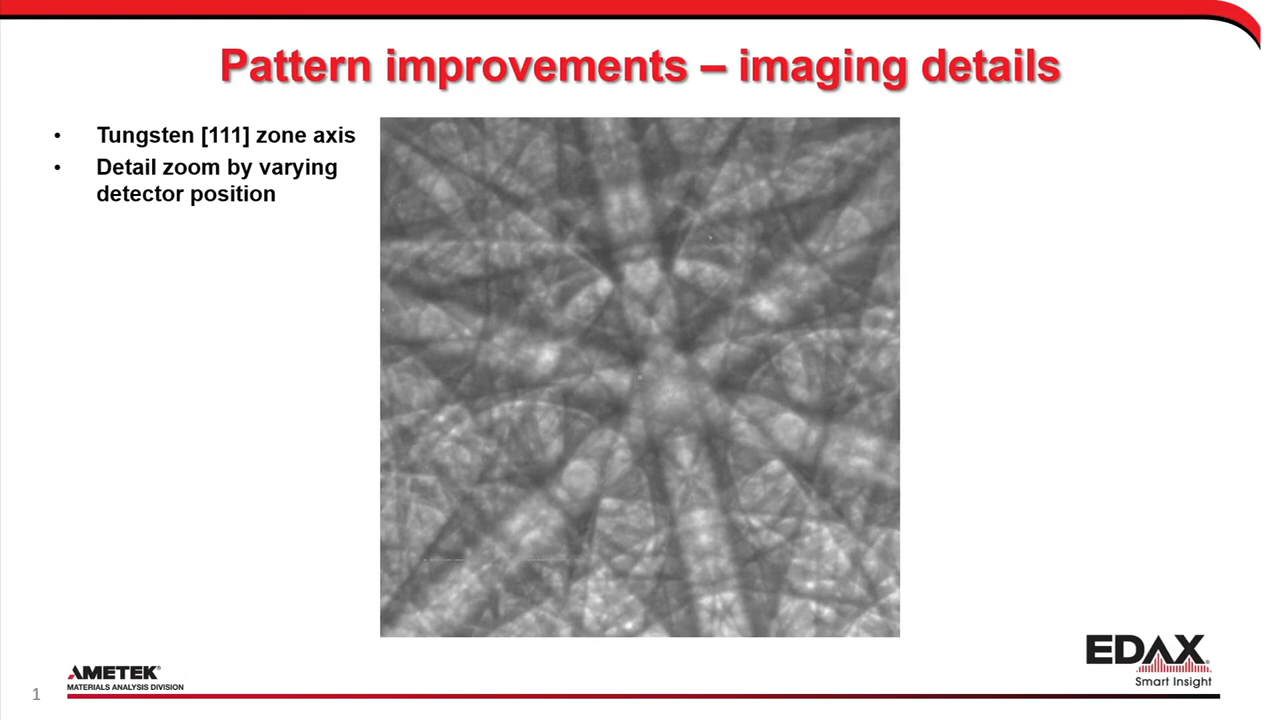 Pattern improvements – imaging details
• Tungsten [111] zone axis
• Detail zoom by varying
detector position
1
AMETEK®
MATERIALS ANALYSIS DIVISION
EDAX®
Smart Insight